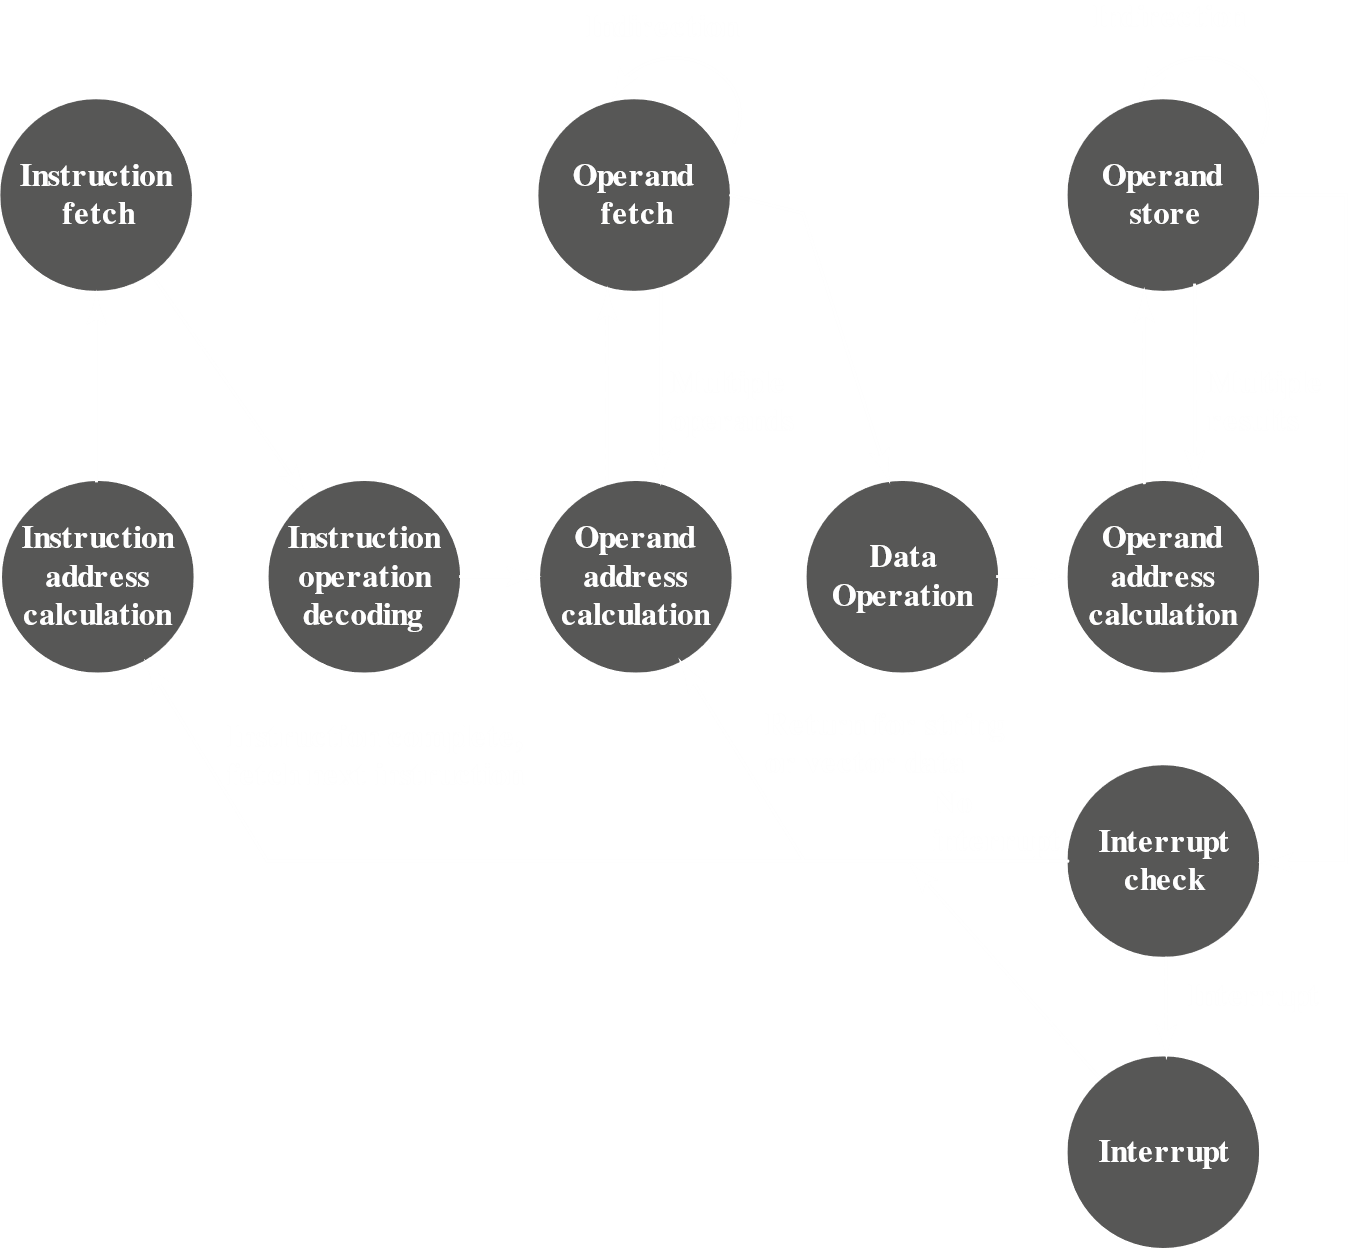 Instruction
fetch
Operand
fetch
Operand
store
Instruction
address
calculation
Instruction
operation
decoding
Operand
address
calculation
Data
Operation
Operand
address
calculation
Interrupt
check
Interrupt